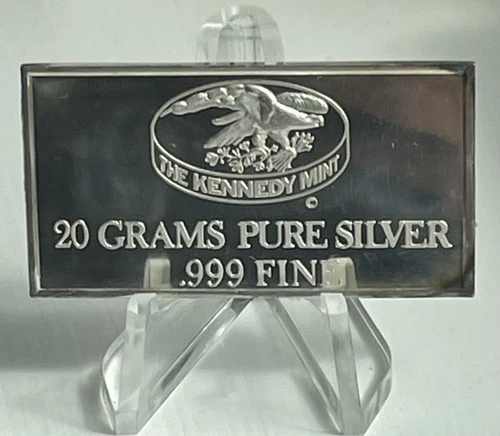 THE KENNEDY MINT
©
20 GRAMS PURE SILVER
.999 FINE